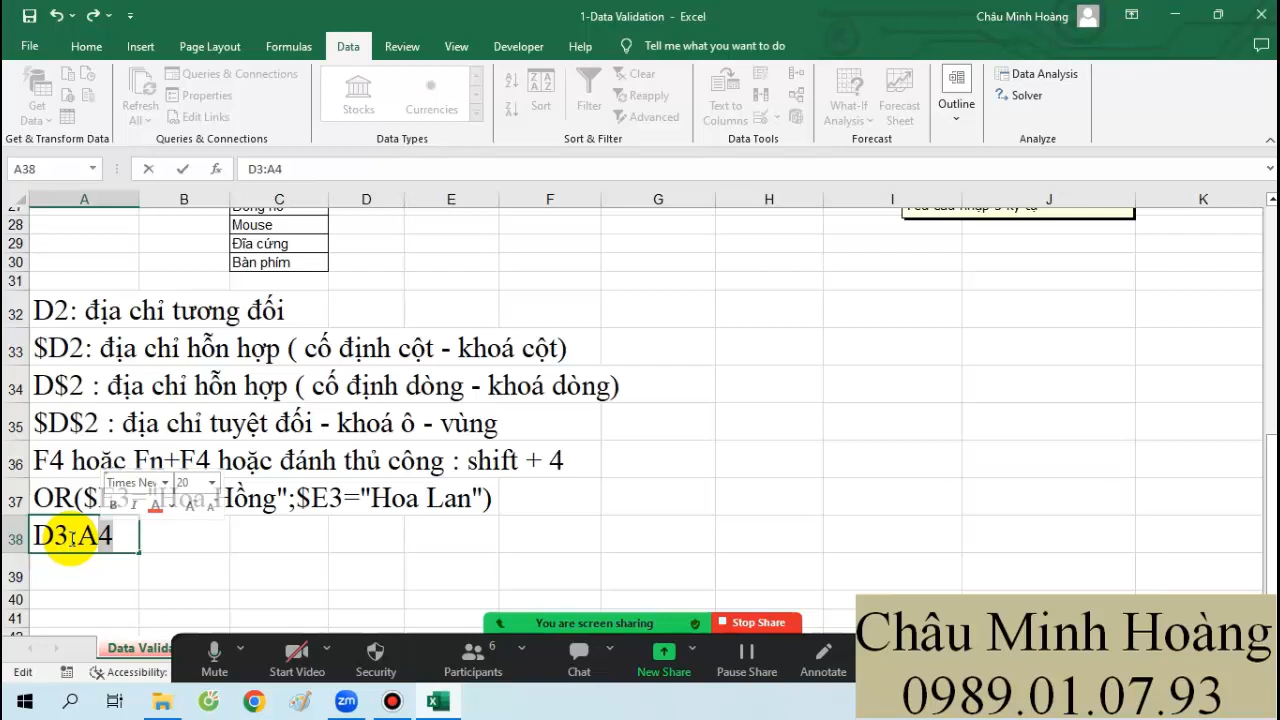 1-Data Validation - Excel
Châu Minh Hoàng
File Home Insert Page Layout Formulas Data Review View Developer Help Tell me what you want to do
Get Data
Refresh All
Queries & Connections
Properties
Edit Links
Stocks
Currencies
Sort
Filter
Clear
Reapply
Advanced
Text to Columns
What-If Analysis
Forecast Sheet
Outline
Data Analysis
Solver
Get & Transform Data
Queries & Connections
Data Types
Sort & Filter
Data Tools
Forecast
Analyze
A38
D3:A4
A B C D E F G H I J K
28 Mouse
29 Đĩa cứng
30 Bàn phím
31
32 D2: địa chỉ tương đối
33 $D2: địa chỉ hỗn hợp ( cố định cột - khoá cột)
34 D$2 : địa chỉ hỗn hợp ( cố định dòng - khoá dòng)
35 $D$2 : địa chỉ tuyệt đối - khoá ô - vùng
36 F4 hoặc Fn+F4 hoặc đánh thủ công : shift + 4
Times Nev 20
B I A A A
37 OR($E3="Hoa Hồng";$E3="Hoa Lan")
38 D3:A4
39
40
41
You are screen sharing
Stop Share
Data Valida
Edit
Accessibility:
Mute
Start Video
Security
6
Participants
Chat
New Share
Pause Share
Annotate
Châu Minh Hoàng
0989.01.07.93
zm